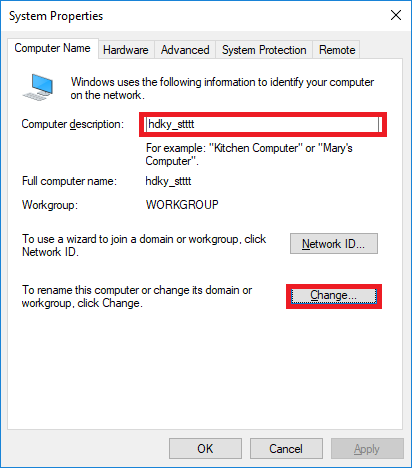 System Properties
Computer Name
Hardware
Advanced
System Protection
Remote
Windows uses the following information to identify your computer
on the network.
Computer description:
hdky_stttt
For example: "Kitchen Computer" or "Mary's
Computer".
Full computer name:
hdky_stttt
Workgroup:
WORKGROUP
To use a wizard to join a domain or workgroup, click
Network ID.
Network ID...
To rename this computer or change its domain or
workgroup, click Change.
Change...
OK
Cancel
Apply